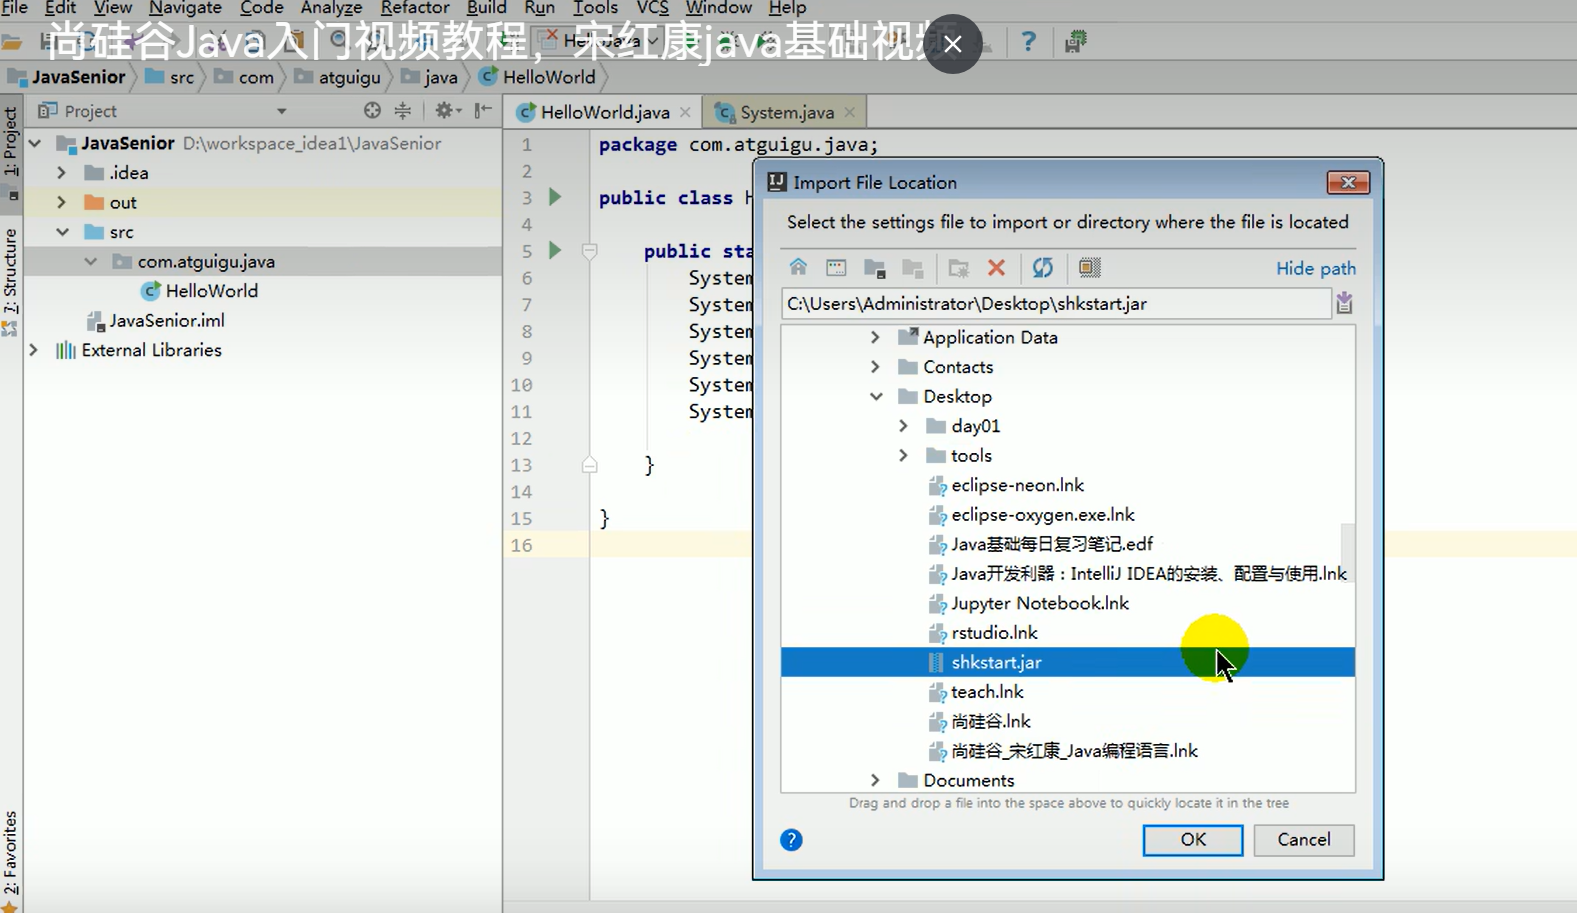 File Edit View Navigate Code Analyze Refactor Build Run Tools VCS Window Help
尚硅谷Java入门视频教程，宋红康java基础视频
JavaSenior src com atguigu java HelloWorld
Project
HelloWorld.java System.java
1: Project
7: Structure
2: Favorites
JavaSenior D:\workspace_idea1\JavaSenior
.idea
out
src
com.atguigu.java
HelloWorld
JavaSenior.iml
External Libraries
1 package com.atguigu.java;
2
3 public class H
4
5 public sta
6 System
7 System
8 System
9 System
10 System
11 System
12
13 }
14
15 }
16
Import File Location
Select the settings file to import or directory where the file is located
Hide path
C:\Users\Administrator\Desktop\shkstart.jar
Application Data
Contacts
Desktop
day01
tools
eclipse-neon.lnk
eclipse-oxygen.exe.lnk
Java基础每日复习笔记.edf
Java开发利器：IntelliJ IDEA的安装、配置与使用.lnk
Jupyter Notebook.lnk
rstudio.lnk
shkstart.jar
teach.lnk
尚硅谷.lnk
尚硅谷_宋红康_Java编程语言.lnk
Documents
Drag and drop a file into the space above to quickly locate it in the tree
OK Cancel